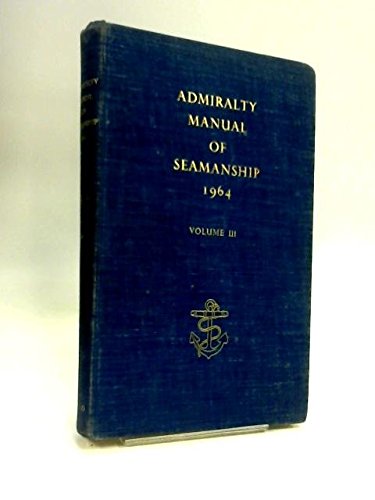 ADMIRALTY
MANUAL
OF
SEAMANSHIP
1964
VOLUME III